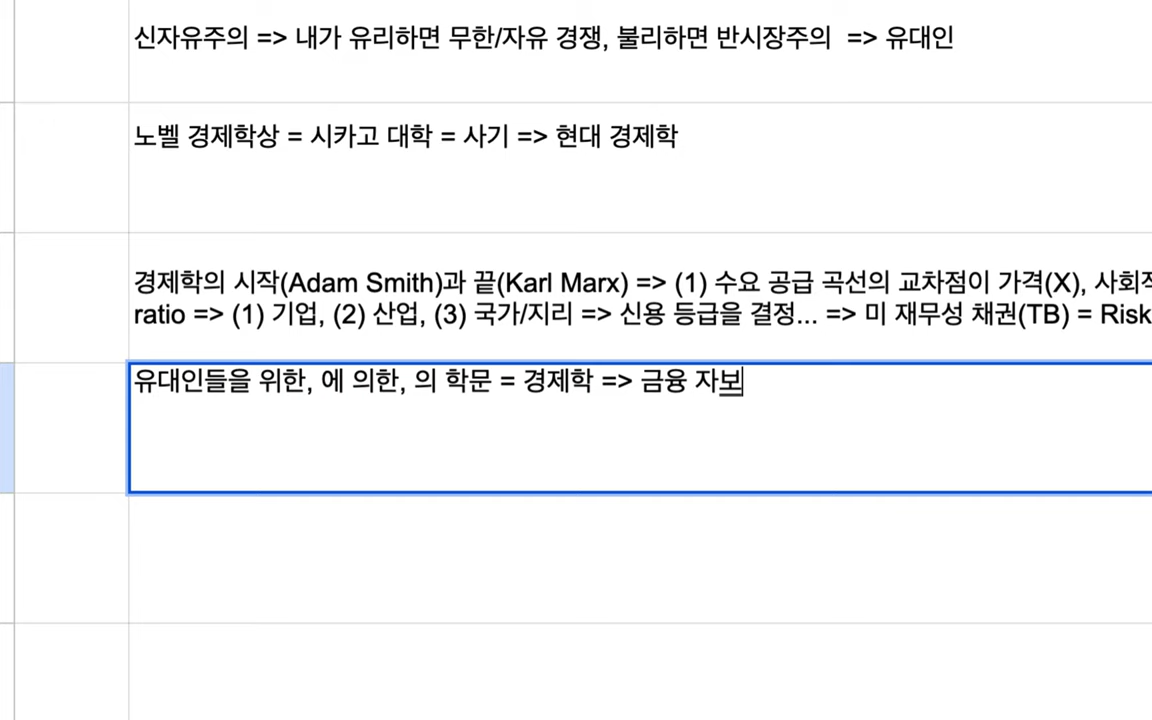 신자유주의 => 내가 유리하면 무한/자유 경쟁, 불리하면 반시장주의 => 유대인
노벨 경제학상 = 시카고 대학 = 사기 => 현대 경제학
경제학의 시작(Adam Smith)과 끝(Karl Marx) => (1) 수요 공급 곡선의 교차점이 가격(X),
ratio => (1) 기업, (2) 산업, (3) 국가/지리 => 신용 등급을 결정... => 미 재무성 채권(TB) = Risk
유대인들을 위한, 에 의한, 의 학문 = 경제학 => 금융 자보